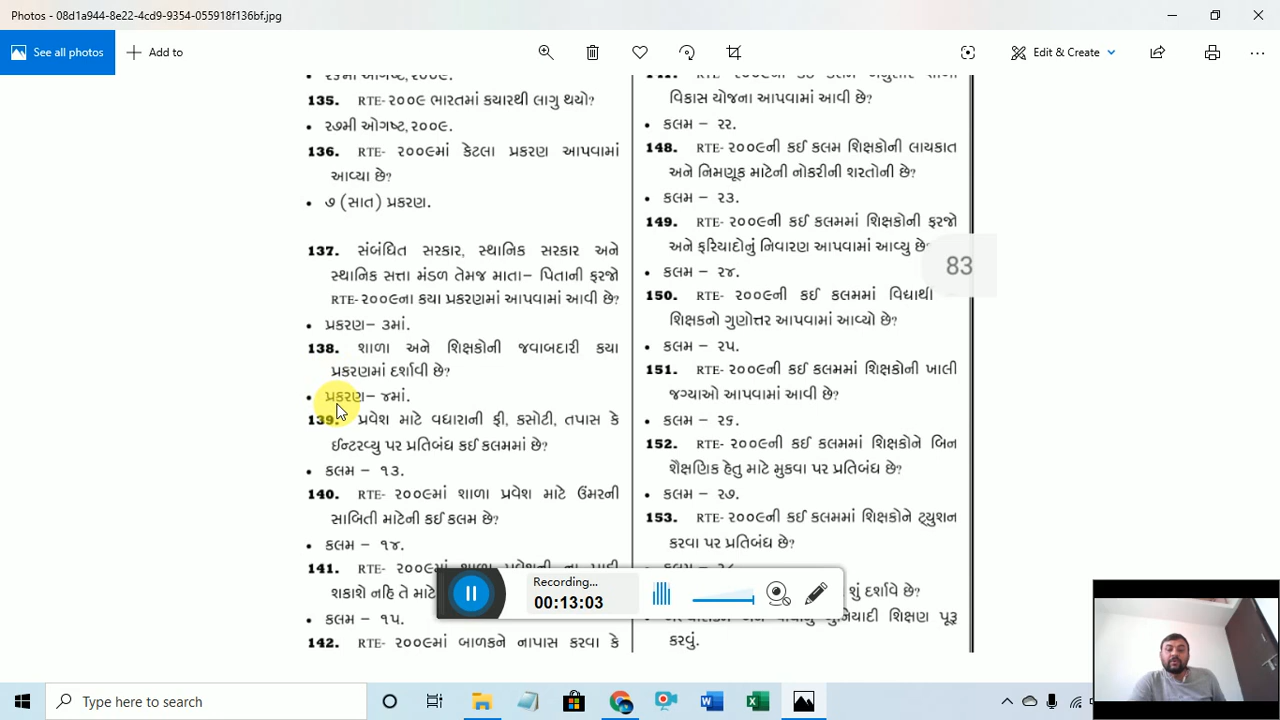 Photos - 08d1a944-8e22-4cd9-9354-055918f136bf.jpg
See all photos
Add to
Edit & Create
135. RTE- ૨૦૦૯ ભારતમાં કયારથી લાગુ થયો?
• ૨૭મી ઓગષ્ટ,૨૦૦૯.
136. RTE- ૨૦૦૯માં કેટલા પ્રકરણ આપવામાં
આવ્યા છે?
• ૭ (સાત) પ્રકરણ.
137. સંબંધિત સરકાર, સ્થાનિક સરકાર અને
સ્થાનિક સત્તા મંડળ તેમજ માતા– પિતાની ફરજો
RTE-૨૦૦૯ના કયા પ્રકરણમાં આપવામાં આવી છે?
• પ્રકરણ– ૩માં.
138. શાળા અને શિક્ષકોની જવાબદારી કયા
પ્રકરણમાં દર્શાવી છે?
• પ્રકરણ– ૪માં.
139. પ્રવેશ માટે વધારાની ફી, કસોટી, તપાસ કે
ઈન્ટરવ્યુ પર પ્રતિબંધ કઈ કલમમાં છે?
• કલમ – ૧૩.
140. RTE- ૨૦૦૯માં શાળા પ્રવેશ માટે ઉંમરની
સાબિતી માટેની કઈ કલમ છે?
• કલમ – ૧૪.
141. RTE- ૨૦૦૯માં શાળા પ્રવેશની ના પાડી
શકાશે નહિ તે માટે
• કલમ – ૧૫.
142. RTE- ૨૦૦૯માં બાળકને નાપાસ કરવા કે
વિકાસ યોજના આપવામાં આવી છે?
• કલમ – ૨૨.
148. RTE- ૨૦૦૯ની કઈ કલમ શિક્ષકોની લાયકાત
અને નિમણૂક માટેની નોકરીની શરતોની છે?
• કલમ – ૨૩.
149. RTE- ૨૦૦૯ની કઈ કલમમાં શિક્ષકોની ફરજો
અને ફરિયાદોનું નિવારણ આપવામાં આવ્યુ છે?
• કલમ – ૨૪.
150. RTE- ૨૦૦૯ની કઈ કલમમાં વિદ્યાથી
શિક્ષકનો ગુણોત્તર આપવામાં આવ્યો છે?
• કલમ – ૨૫.
151. RTE- ૨૦૦૯ની કઈ કલમમાં શિક્ષકોની ખાલી
જગ્યાઓ આપવામાં આવી છે?
• કલમ – ૨૬.
152. RTE- ૨૦૦૯ની કઈ કલમમાં શિક્ષકોને બિન
શૈક્ષણિક હેતુ માટે મુકવા પર પ્રતિબંધ છે?
• કલમ – ૨૭.
153. RTE- ૨૦૦૯ની કઈ કલમમાં શિક્ષકોને ટ્યુશન
કરવા પર પ્રતિબંધ છે?
શું દર્શાવે છે?
શિક્ષણ પૂરૂ
કરવું.
83
Recording...
00:13:03
Type here to search